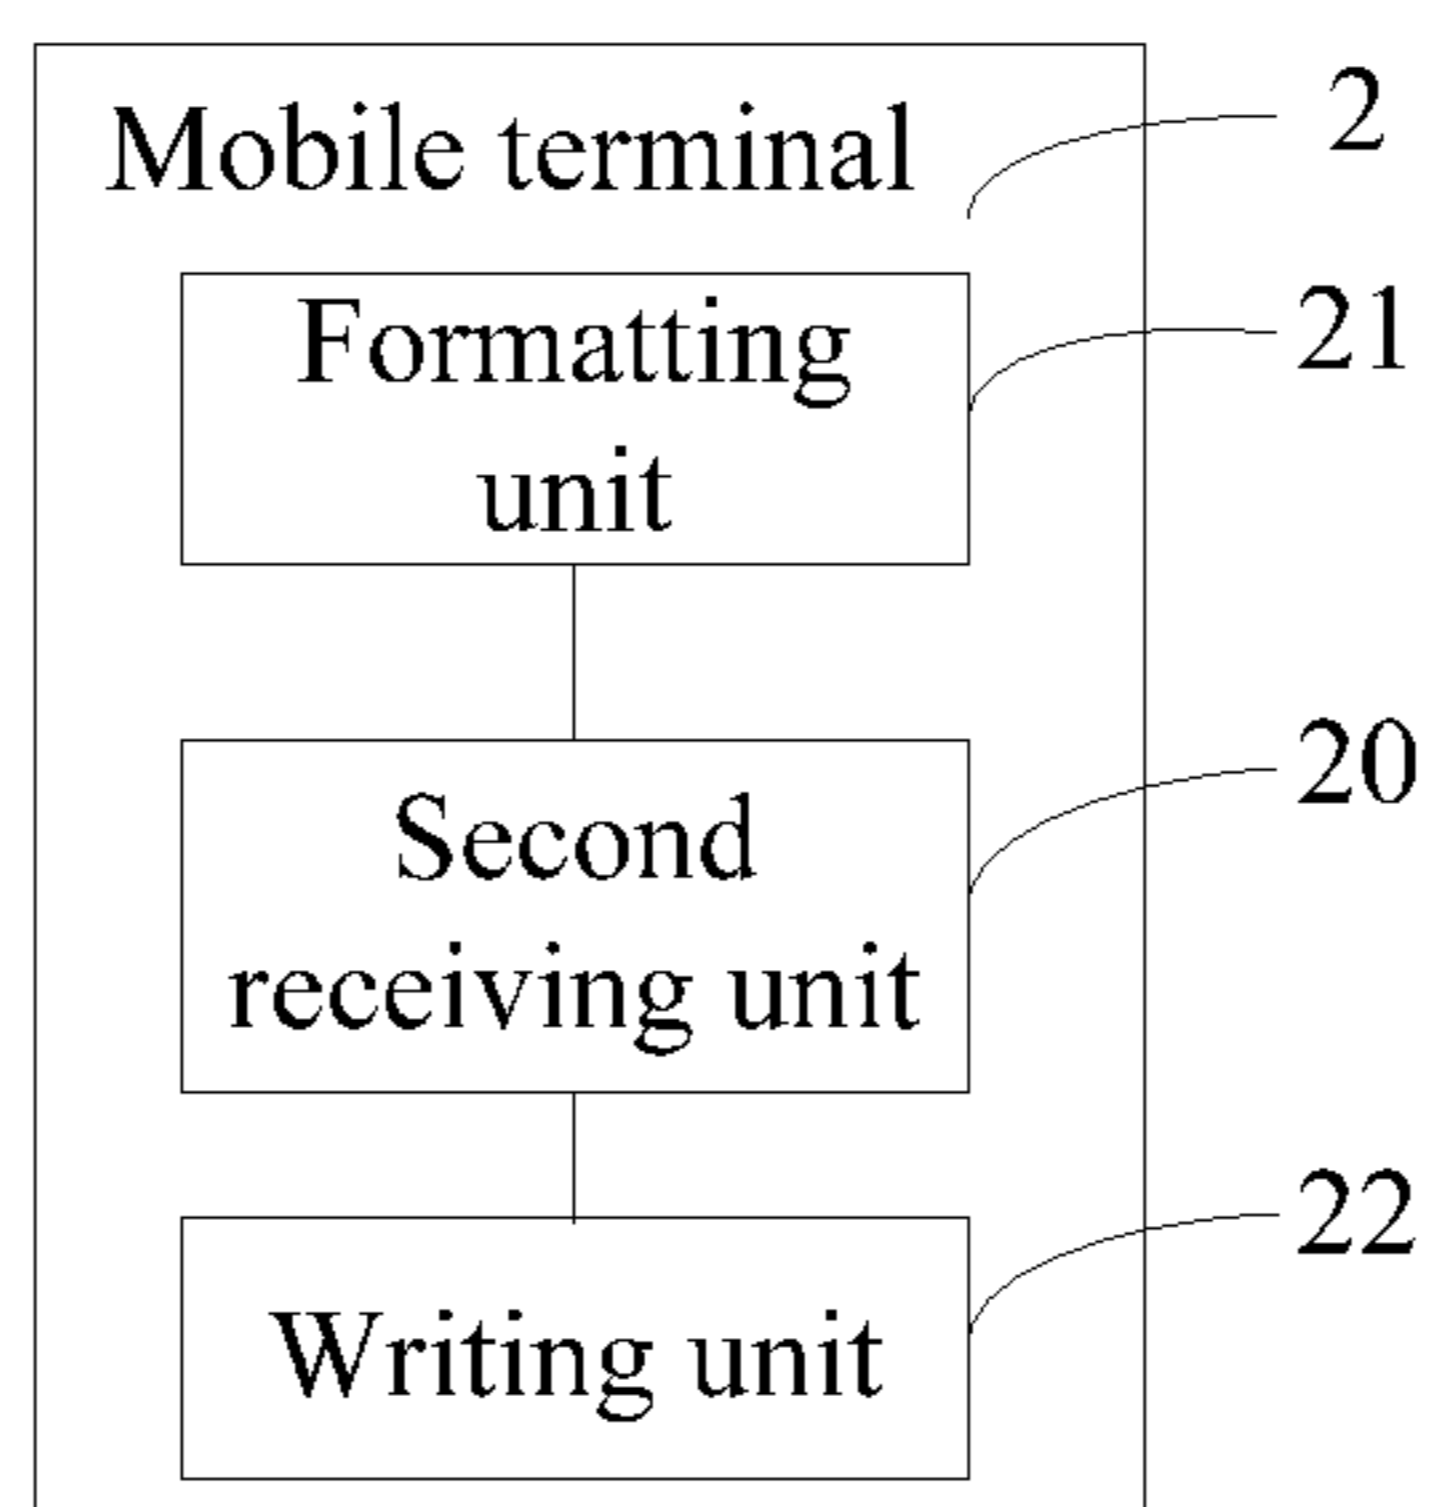 Mobile terminal
2
Formatting
unit
21
Second
receiving unit
20
Writing unit
22